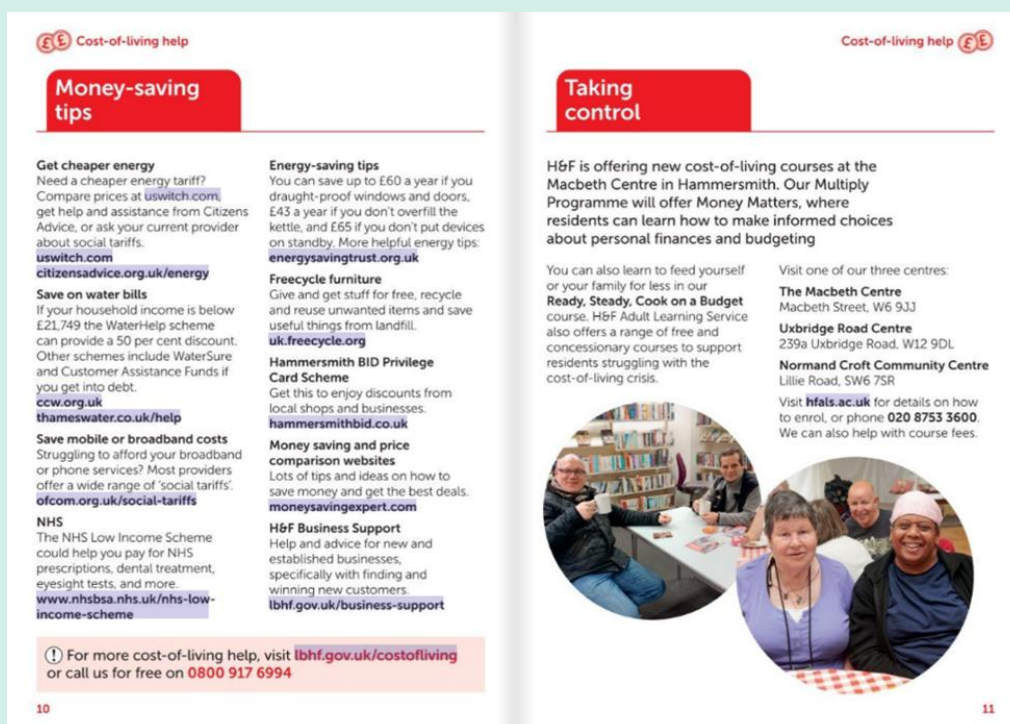 ££ Cost-of-living help
Money-saving
tips
Get cheaper energy
Need a cheaper energy tariff?
Compare prices at uswitch.com,
get help and assistance from Citizens
Advice, or ask your current provider
about social tariffs.
uswitch.com
citizensadvice.org.uk/energy
Save on water bills
If your household income is below
£21,749 the WaterHelp scheme
can provide a 50 per cent discount.
Other schemes include WaterSure
and Customer Assistance Funds if
you get into debt.
ccw.org.uk
thameswater.co.uk/help
Save mobile or broadband costs
Struggling to afford your broadband
or phone services? Most providers
offer a wide range of ‘social tariffs’.
ofcom.org.uk/social-tariffs
NHS
The NHS Low Income Scheme
could help you pay for NHS
prescriptions, dental treatment,
eyesight tests, and more.
www.nhsbsa.nhs.uk/nhs-low-
income-scheme
Energy-saving tips
You can save up to £60 a year if you
draught-proof windows and doors,
£43 a year if you don’t overfill the
kettle, and £65 if you don’t put devices
on standby. More helpful energy tips:
energysavingtrust.org.uk
Freecycle furniture
Give and get stuff for free, recycle
and reuse unwanted items and save
useful things from landfill.
uk.freecycle.org
Hammersmith BID Privilege
Card Scheme
Get this to enjoy discounts from
local shops and businesses.
hammersmithbid.co.uk
Money saving and price
comparison websites
Lots of tips and ideas on how to
save money and get the best deals.
moneysavingexpert.com
H&F Business Support
Help and advice for new and
established businesses,
specifically with finding and
winning new customers.
lbhf.gov.uk/business-support
! For more cost-of-living help, visit lbhf.gov.uk/costofliving
or call us for free on 0800 917 6994
10
Cost-of-living help ££
Taking
control
H&F is offering new cost-of-living courses at the
Macbeth Centre in Hammersmith. Our Multiply
Programme will offer Money Matters, where
residents can learn how to make informed choices
about personal finances and budgeting
You can also learn to feed yourself
or your family for less in our
Ready, Steady, Cook on a Budget
course. H&F Adult Learning Service
also offers a range of free and
concessionary courses to support
residents struggling with the
cost-of-living crisis.
Visit one of our three centres:
The Macbeth Centre
Macbeth Street, W6 9JJ
Uxbridge Road Centre
239a Uxbridge Road, W12 9DL
Normand Croft Community Centre
Lillie Road, SW6 7SR
Visit hfals.ac.uk for details on how
to enrol, or phone 020 8753 3600.
We can also help with course fees.
11